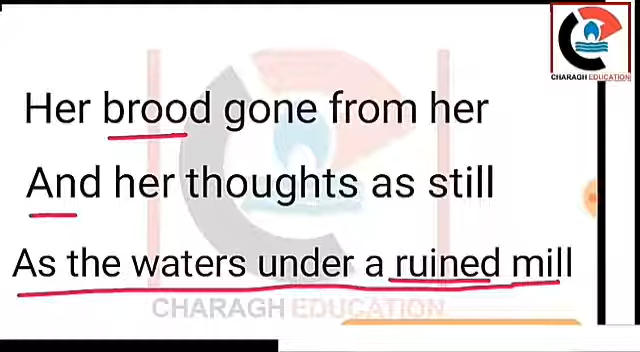 CHARAGH EDUCATION
Her brood gone from her
And her thoughts as still
As the waters under a ruined mill
CHARAGH EDUCATION